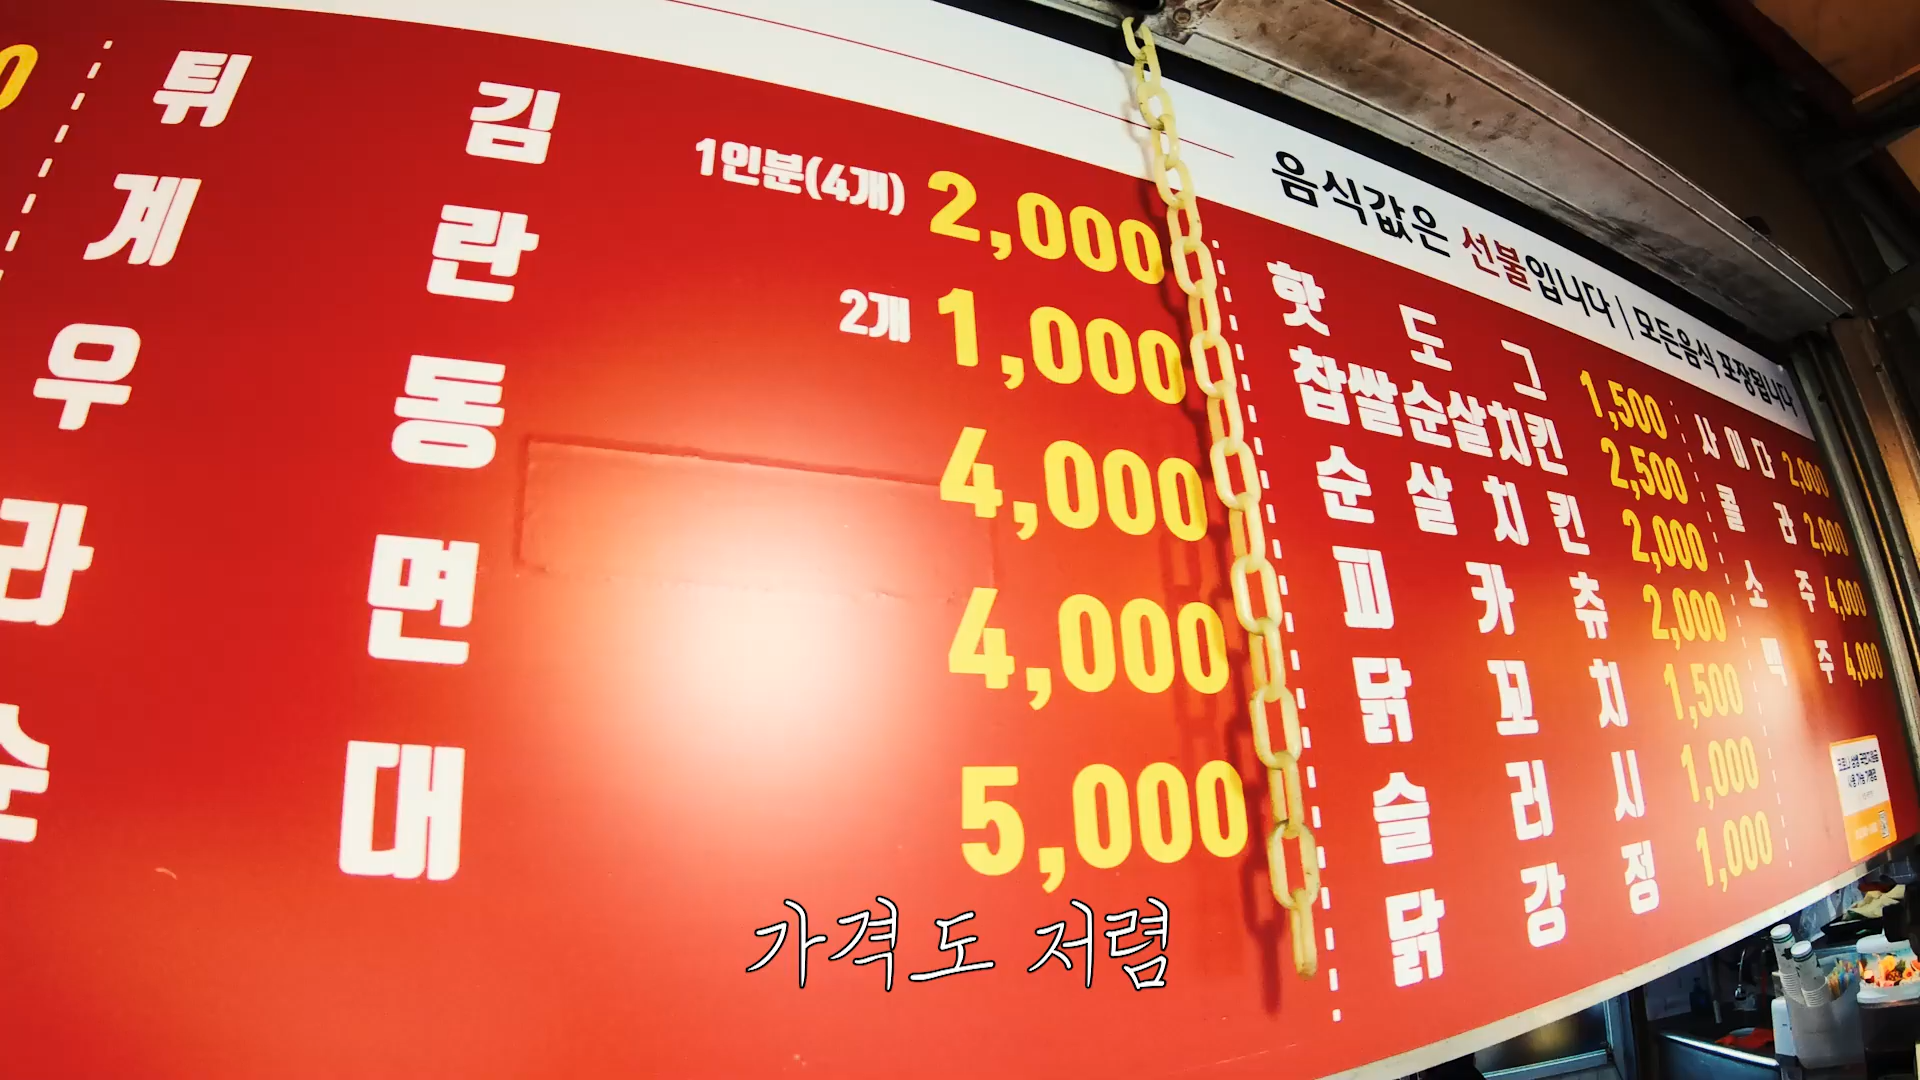 음식값은 선불입니다 | 모든음식 포장됩니다
0
튀 김 1인분(4개) 2,000
계 란 2개 1,000
우 동 4,000
라 면 4,000
순 대 5,000
핫 도 그 1,500
찹쌀순살치킨 2,500
순 살 치 킨 2,000
피 카 츄 2,000
닭 꼬 치 1,500
슬 러 시 1,000
닭 강 정 1,000
사 이 다 2,000
콜 라 2,000
소 주 4,000
맥 주 4,000
가격도 저렴